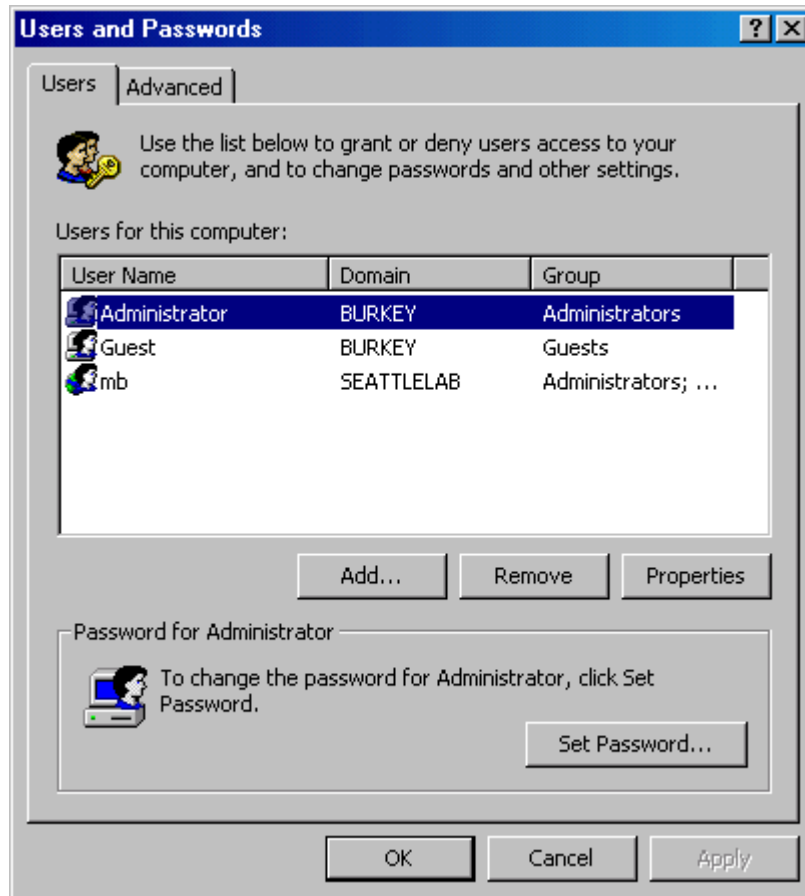 Users and Passwords
Users Advanced
Use the list below to grant or deny users access to your
computer, and to change passwords and other settings.
Users for this computer:
User Name Domain Group
Administrator BURKEY Administrators
Guest BURKEY Guests
mb SEATTLELAB Administrators; ...
Add... Remove Properties
Password for Administrator
To change the password for Administrator, click Set
Password.
Set Password...
OK Cancel Apply